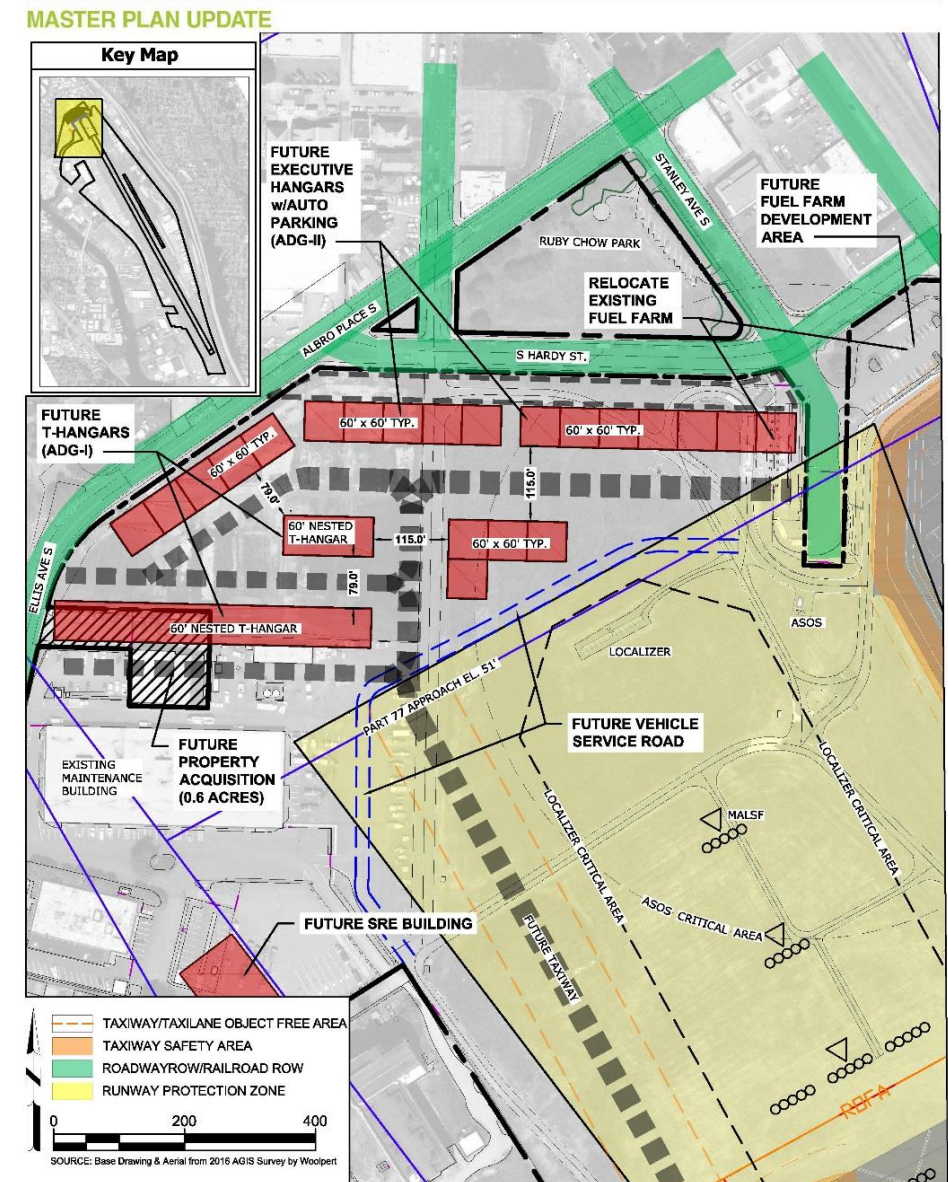 MASTER PLAN UPDATE
Key Map
FUTURE
EXECUTIVE
HANGARS
w/AUTO
PARKING
(ADG-II)
STANLEY AVE S
FUTURE
FUEL FARM
DEVELOPMENT
AREA
RUBY CHOW PARK
RELOCATE
EXISTING
FUEL FARM
ALBRO PLACE S
S HARDY ST.
FUTURE
T-HANGARS
(ADG-I)
60' x 60' TYP.
60' x 60' TYP.
60' x 60' TYP.
79.0'
115.0'
60' NESTED
T-HANGAR
115.0'
60' x 60' TYP.
79.0'
ELLIS AVE S
60' NESTED T-HANGAR
ASOS
LOCALIZER
PART 77 APPROACH EL. 51'
FUTURE VEHICLE
SERVICE ROAD
FUTURE
PROPERTY
ACQUISITION
(0.6 ACRES)
EXISTING
MAINTENANCE
BUILDING
LOCALIZER CRITICAL AREA
LOCALIZER CRITICAL AREA
MALSF
ASOS CRITICAL AREA
FUTURE SRE BUILDING
FUTURE TAXIWAY
TAXIWAY/TAXILANE OBJECT FREE AREA
TAXIWAY SAFETY AREA
ROADWAYROW/RAILROAD ROW
RUNWAY PROTECTION ZONE
0 200 400
SOURCE: Base Drawing & Aerial from 2016 AGIS Survey by Woolpert
ROFA